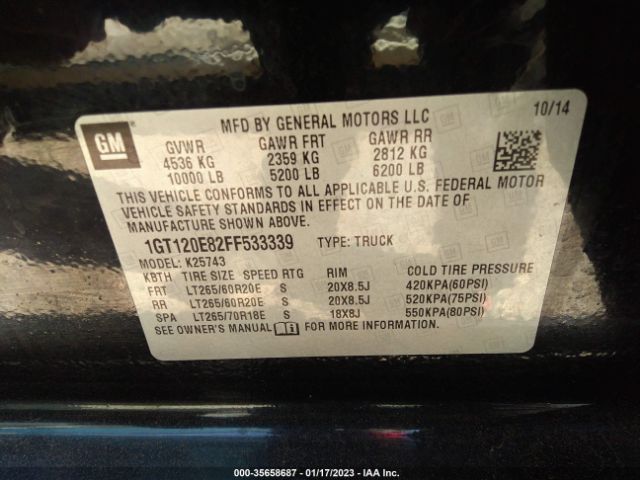 MFD BY GENERAL MOTORS LLC 10/14
GM
GVWR GAWR FRT GAWR RR
4536 KG 2359 KG 2812 KG
10000 LB 5200 LB 6200 LB
THIS VEHICLE CONFORMS TO ALL APPLICABLE U.S. FEDERAL MOTOR
VEHICLE SAFETY STANDARDS IN EFFECT ON THE DATE OF
MANUFACTURE SHOWN ABOVE.
1GT120E82FF533339 TYPE: TRUCK
MODEL: K25743
KBTH TIRE SIZE SPEED RTG RIM COLD TIRE PRESSURE
FRT LT265/60R20E S 20X8.5J 420KPA(60PSI)
RR LT265/60R20E S 20X8.5J 520KPA(75PSI)
SPA LT265/70R18E S 18X8J 550KPA(80PSI)
SEE OWNER'S MANUAL FOR MORE INFORMATION.
000-35658687 - 01/17/2023 - IAA Inc.